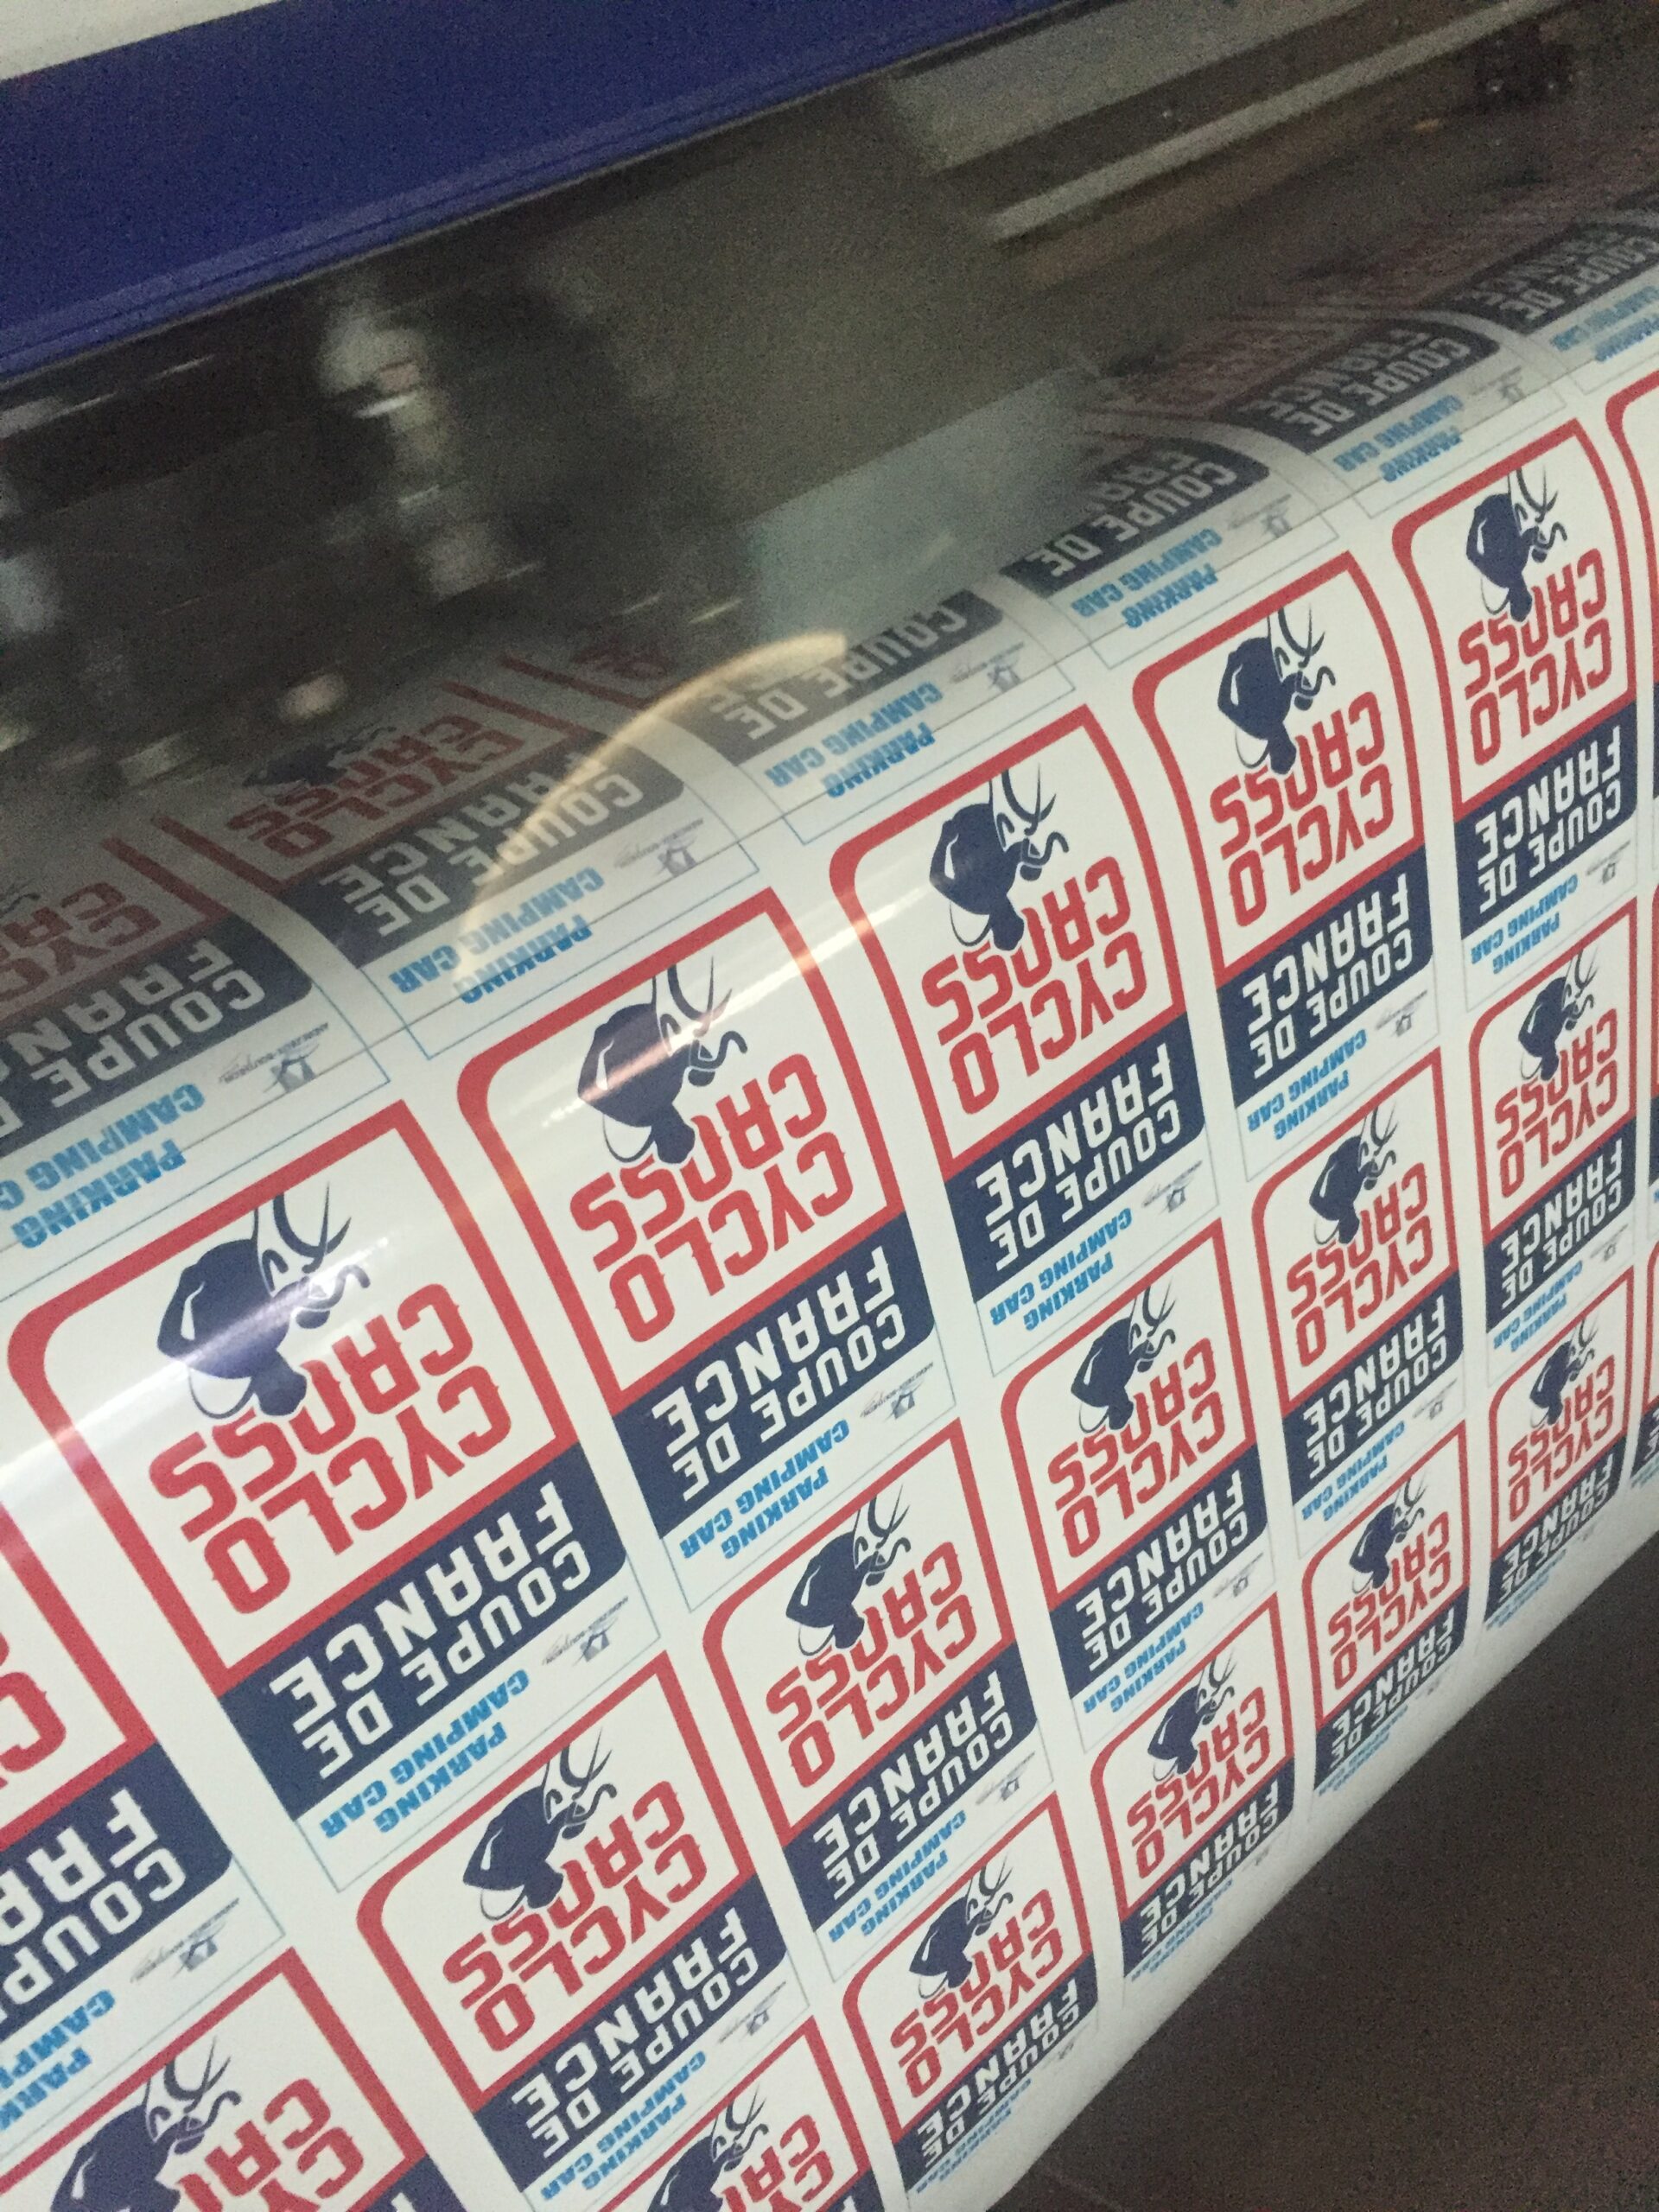 CYCLO
CROSS
COUPE DE
FRANCE
PARKING
CAMPING CAR